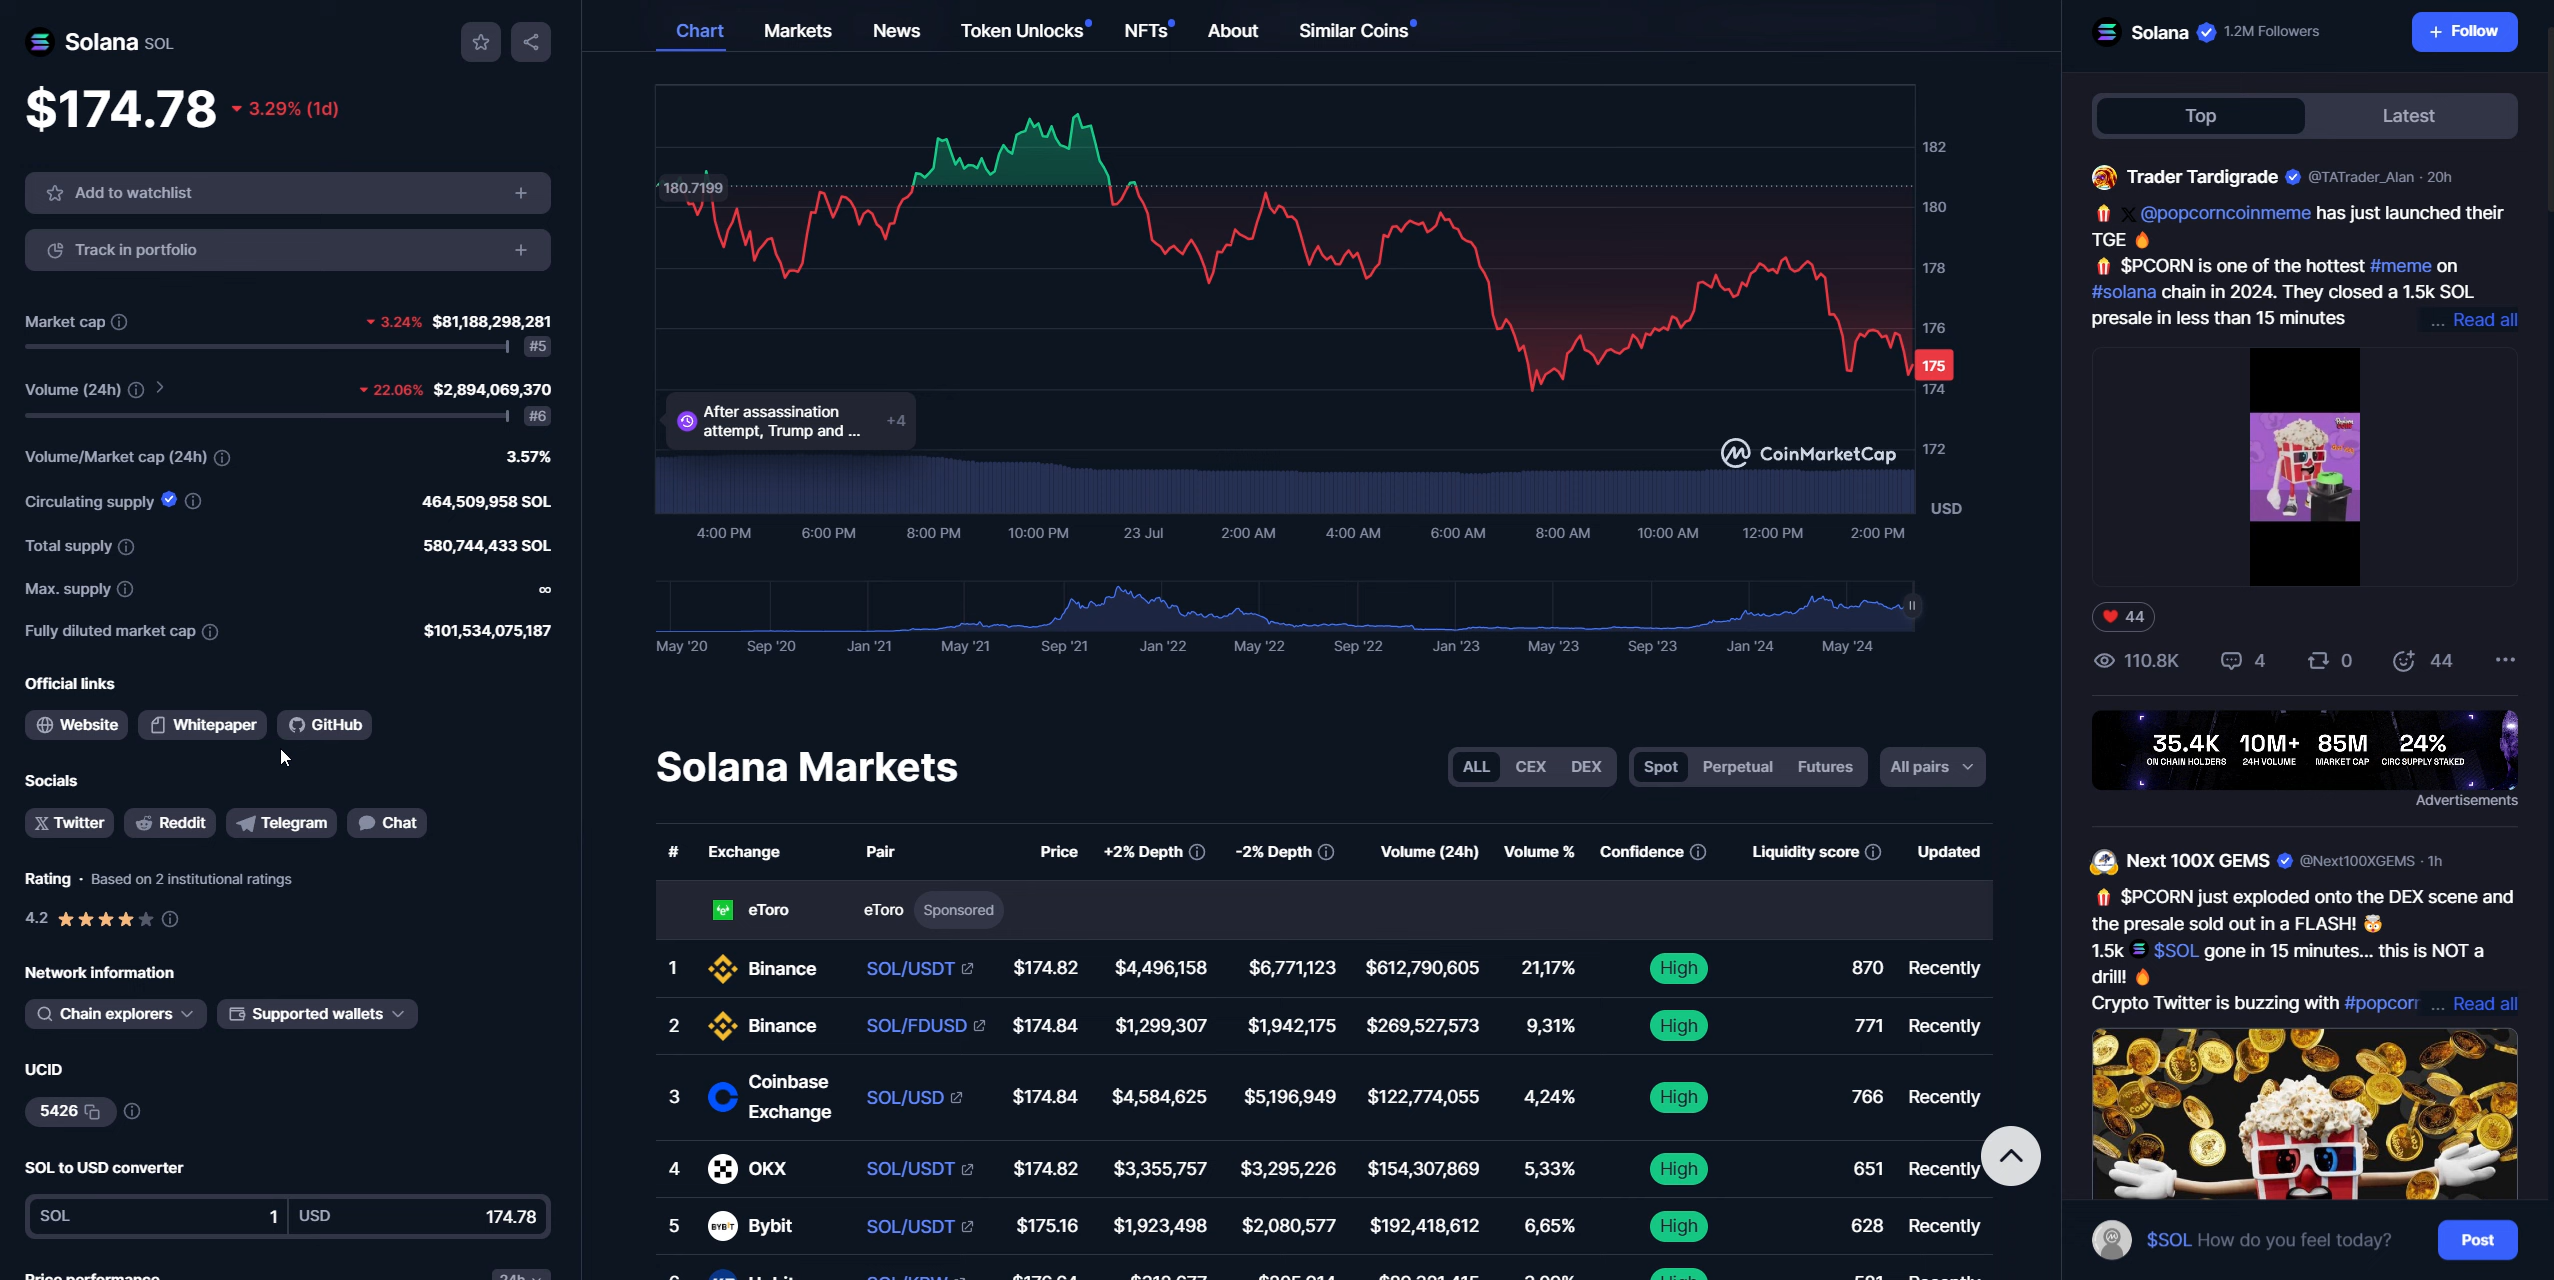 Solana SOL
$174.78 3.29% (1d)
Add to watchlist
Track in portfolio
Market cap 3.24% $81,188,298,281
#5
Volume (24h) 22.06% $2,894,069,370
#6
Volume/Market cap (24h) 3.57%
Circulating supply 464,509,958 SOL
Total supply 580,744,433 SOL
Max. supply ∞
Fully diluted market cap $101,534,075,187
Official links
Website Whitepaper GitHub
Socials
Twitter Reddit Telegram Chat
Rating · Based on 2 institutional ratings
4.2
Network information
Chain explorers Supported wallets
UCID
5426
SOL to USD converter
SOL 1 USD 174.78
Price performance 24h
Chart Markets News Token Unlocks NFTs About Similar Coins
182
180.7199
180
178
176
175
174
172
After assassination
attempt, Trump and ... +4
CoinMarketCap
USD
4:00 PM 6:00 PM 8:00 PM 10:00 PM 23 Jul 2:00 AM 4:00 AM 6:00 AM 8:00 AM 10:00 AM 12:00 PM 2:00 PM
May '20 Sep '20 Jan '21 May '21 Sep '21 Jan '22 May '22 Sep '22 Jan '23 May '23 Sep '23 Jan '24 May '24
Solana Markets
ALL CEX DEX Spot Perpetual Futures All pairs
# Exchange Pair Price +2% Depth -2% Depth Volume (24h) Volume % Confidence Liquidity score Updated
eToro eToro Sponsored
1 Binance SOL/USDT $174.82 $4,496,158 $6,771,123 $612,790,605 21,17% High 870 Recently
2 Binance SOL/FDUSD $174.84 $1,299,307 $1,942,175 $269,527,573 9,31% High 771 Recently
3 Coinbase Exchange SOL/USD $174.84 $4,584,625 $5,196,949 $122,774,055 4,24% High 766 Recently
4 OKX SOL/USDT $174.82 $3,355,757 $3,295,226 $154,307,869 5,33% High 651 Recently
5 Bybit SOL/USDT $175.16 $1,923,498 $2,080,577 $192,418,612 6,65% High 628 Recently
Solana 1.2M Followers + Follow
Top Latest
Trader Tardigrade @TATrader_Alan · 20h
@popcorncoinmeme has just launched their
TGE 🔥
🍿 $PCORN is one of the hottest #meme on
#solana chain in 2024. They closed a 1.5k SOL
presale in less than 15 minutes ... Read all
44
110.8K 4 0 44
35.4K 10M+ 85M 24%
ON CHAIN HOLDERS 24H VOLUME MARKET CAP CIRC SUPPLY STAKED
Advertisements
Next 100X GEMS @Next100XGEMS · 1h
🍿 $PCORN just exploded onto the DEX scene and
the presale sold out in a FLASH! 🤯
1.5k $SOL gone in 15 minutes... this is NOT a
drill! 🔥
Crypto Twitter is buzzing with #popcorr ... Read all
$SOL How do you feel today? Post